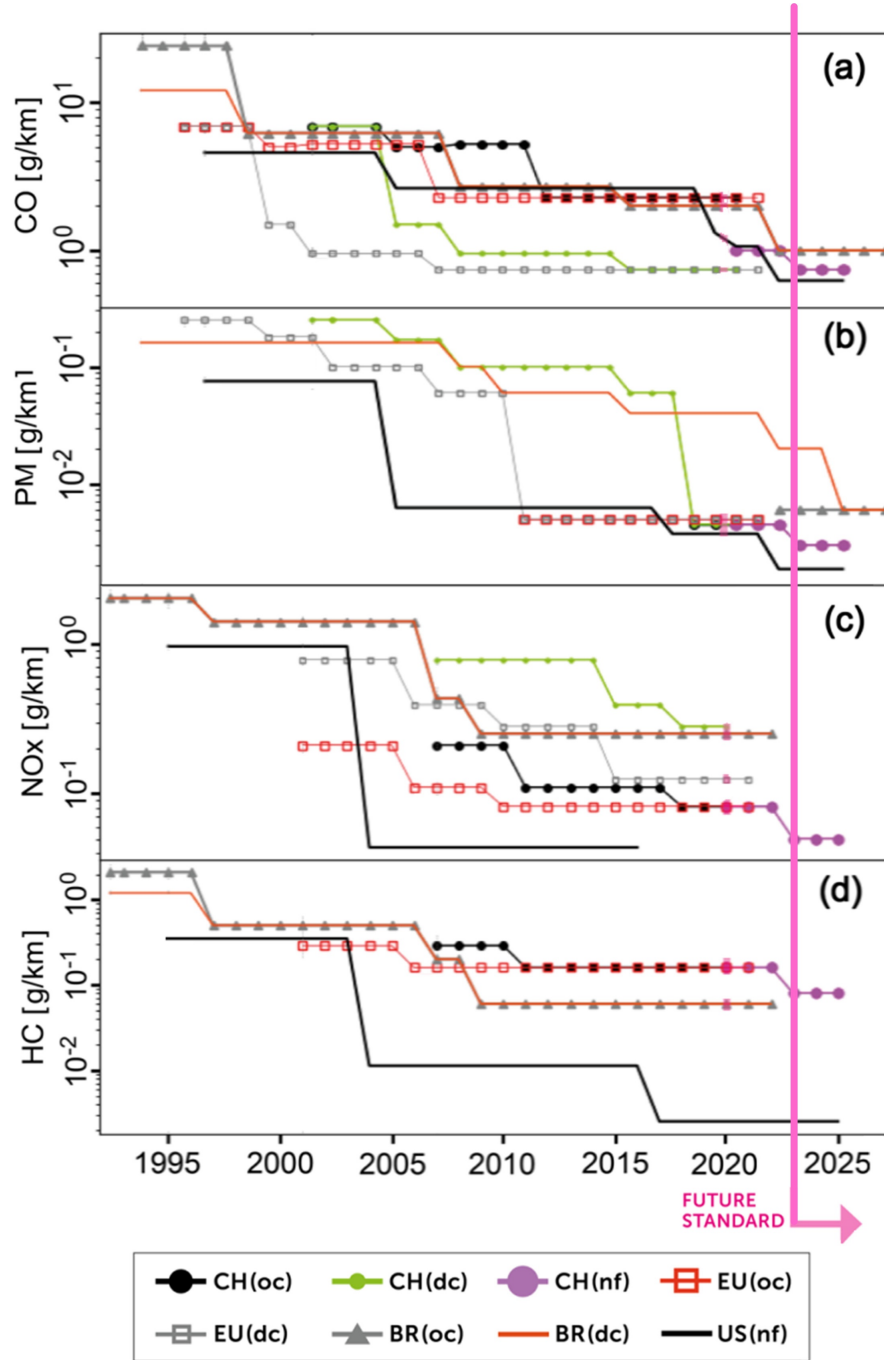 (a)
CO [g/km]
10¹
10⁰
(b)
PM [g/km]
10⁻¹
10⁻²
(c)
NOx [g/km]
10⁰
10⁻¹
(d)
HC [g/km]
10⁰
10⁻¹
10⁻²
1995 2000 2005 2010 2015 2020 2025
FUTURE
STANDARD
CH(oc) CH(dc) CH(nf) EU(oc)
EU(dc) BR(oc) BR(dc) US(nf)